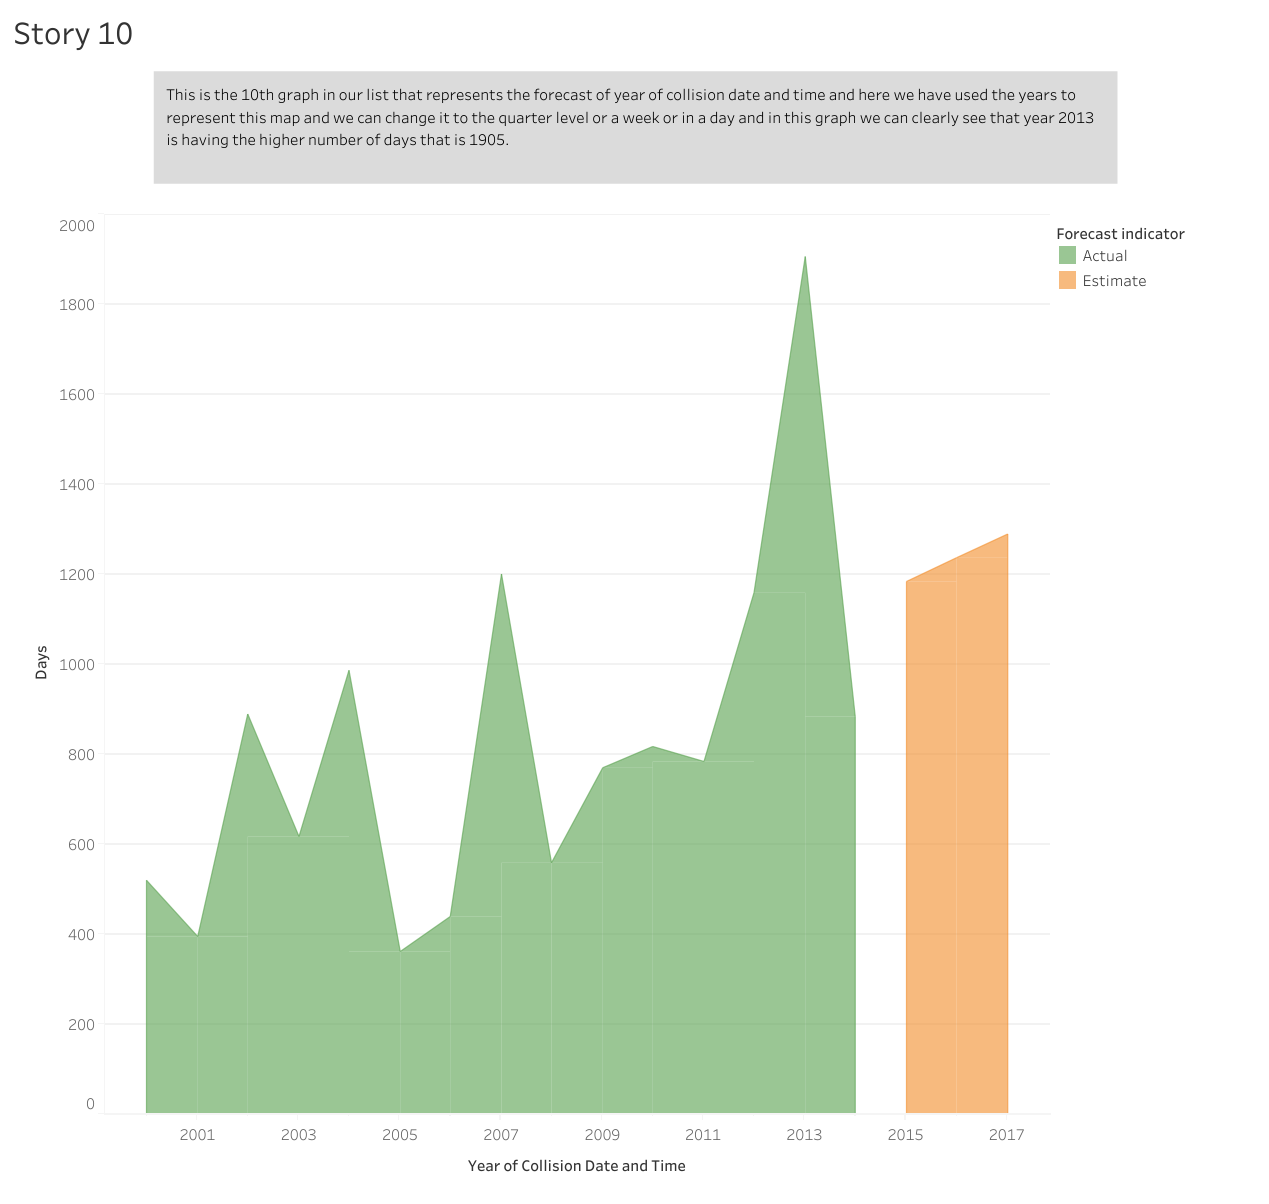 Story 10
This is the 10th graph in our list that represents the forecast of year of collision date and time and here we have used the years to
represent this map and we can change it to the quarter level or a week or in a day and in this graph we can clearly see that year 2013
is having the higher number of days that is 1905.
Forecast indicator
Actual
Estimate
2000
1800
1600
1400
1200
1000
800
600
400
200
0
Days
2001 2003 2005 2007 2009 2011 2013 2015 2017
Year of Collision Date and Time